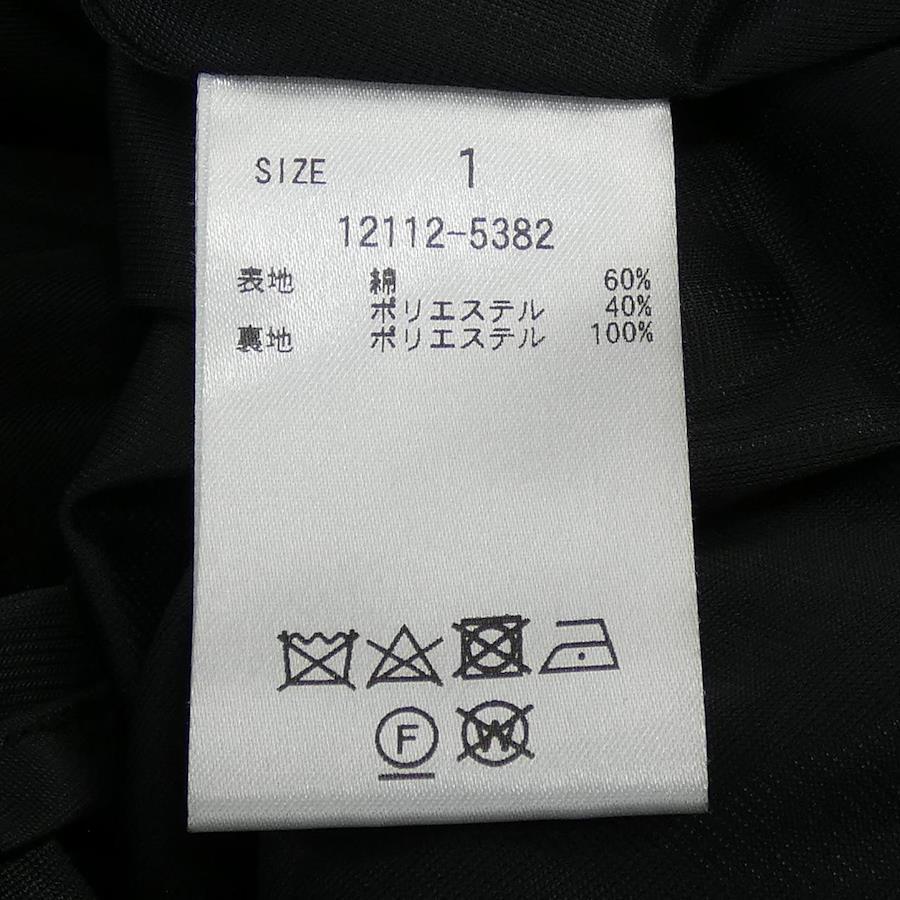 SIZE 1
12112-5382
表地 綿 60%
ポリエステル 40%
裏地 ポリエステル 100%
F W